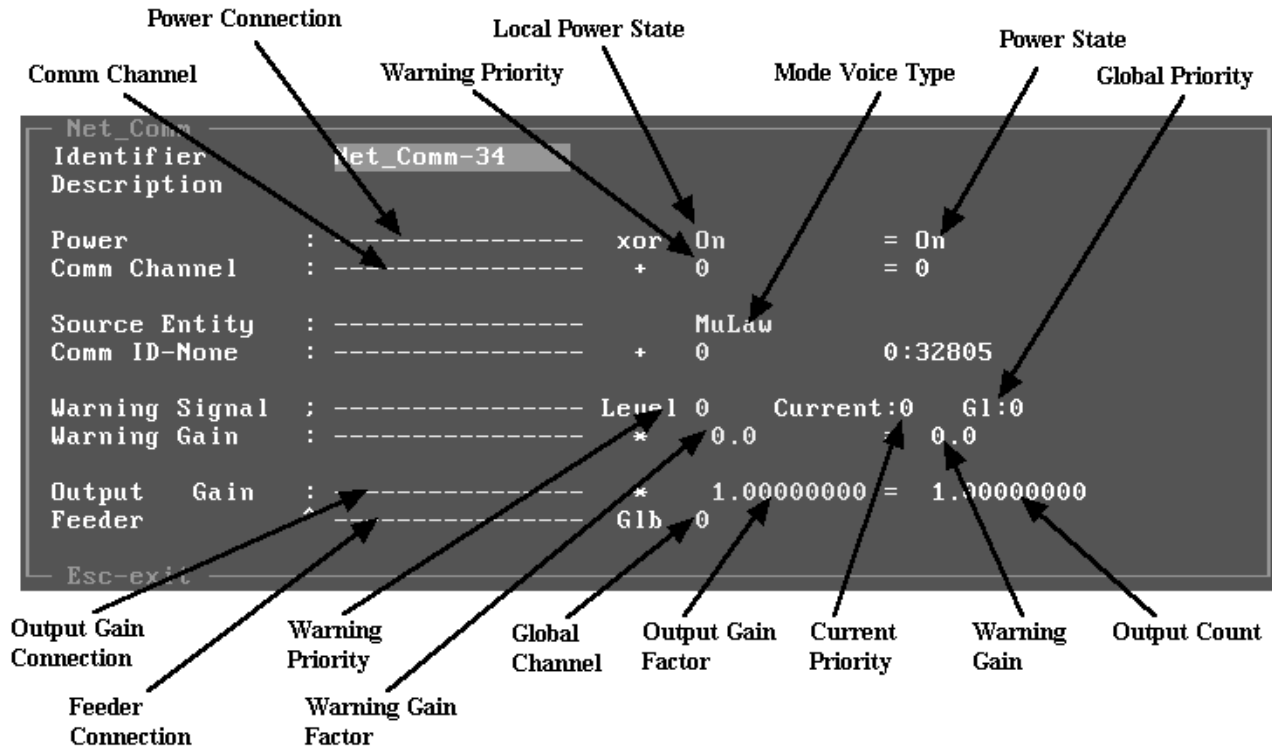 Power Connection
Local Power State
Power State
Comm Channel
Warning Priority
Mode Voice Type
Global Priority
Net_Comm
Identifier Net_Comm-34
Description
Power : --------------- xor On = On
Comm Channel : --------------- + 0 = 0
Source Entity : --------------- MuLaw
Comm ID-None : --------------- + 0 0:32805
Warning Signal ; --------------- Level 0 Current:0 Gl:0
Warning Gain : --------------- * 0.0 = 0.0
Output Gain : --------------- * 1.00000000 = 1.00000000
Feeder ^ --------------- Glb 0
Esc-exit
Output Gain
Connection
Warning
Priority
Global
Channel
Output Gain
Factor
Current
Priority
Warning
Gain
Output Count
Feeder
Connection
Warning Gain
Factor